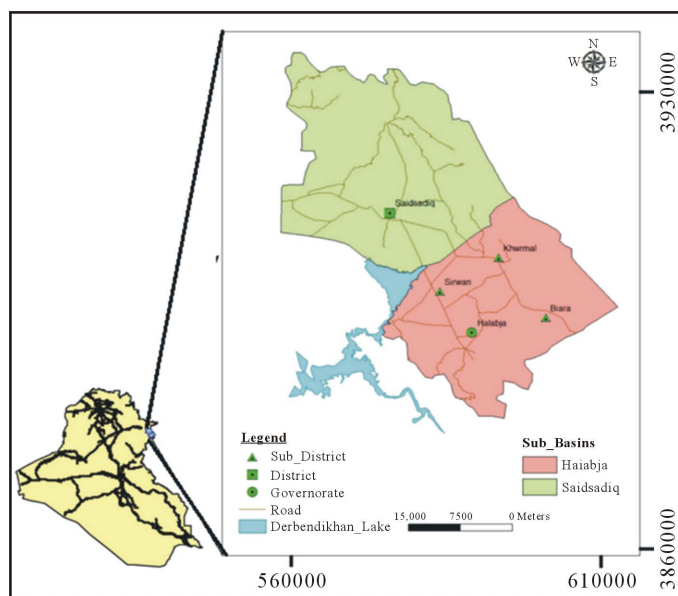 N
W E
S
3930000
Saidsadiq
Khermal
Sirwan
Biara
Halabja
Legend
Sub_District
District
Governorate
Road
Derbendikhan_Lake
Sub_Basins
Haiabja
Saidsadiq
15,000 7500 0 Meters
3860000
560000 610000